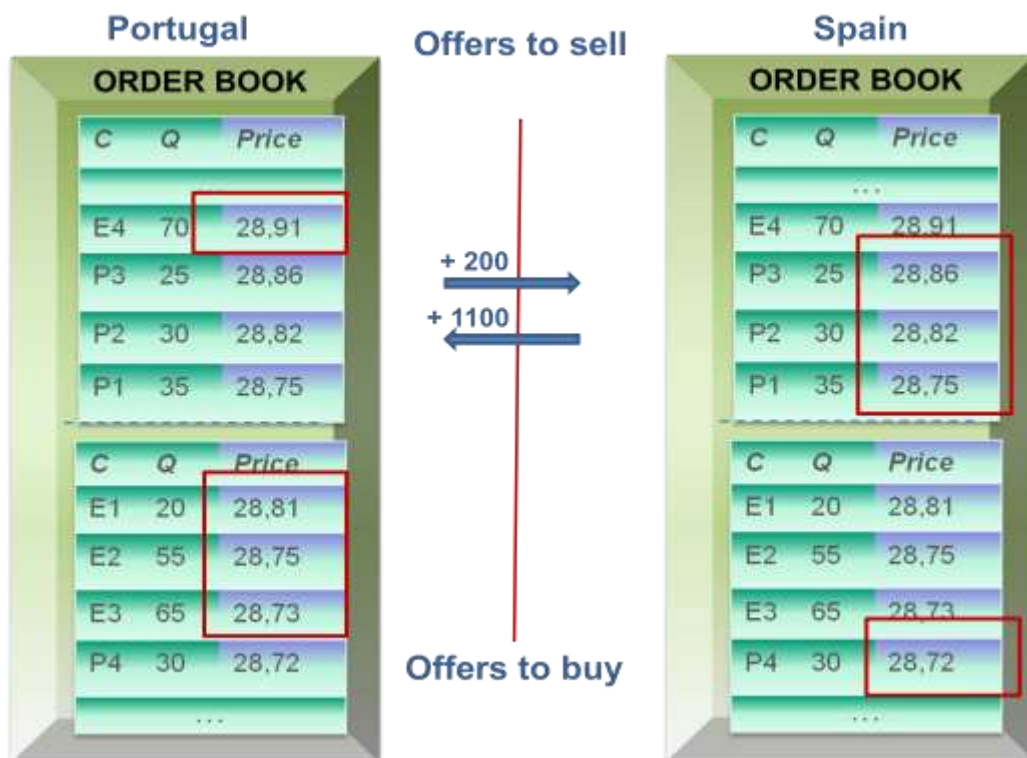 Portugal
ORDER BOOK
C Q Price
...
E4 70 28,91
P3 25 28,86
P2 30 28,82
P1 35 28,75
C Q Price
E1 20 28,81
E2 55 28,75
E3 65 28,73
P4 30 28,72
...
Offers to sell
+ 200
+ 1100
Offers to buy
Spain
ORDER BOOK
C Q Price
...
E4 70 28,91
P3 25 28,86
P2 30 28,82
P1 35 28,75
C Q Price
E1 20 28,81
E2 55 28,75
E3 65 28,73
P4 30 28,72
...